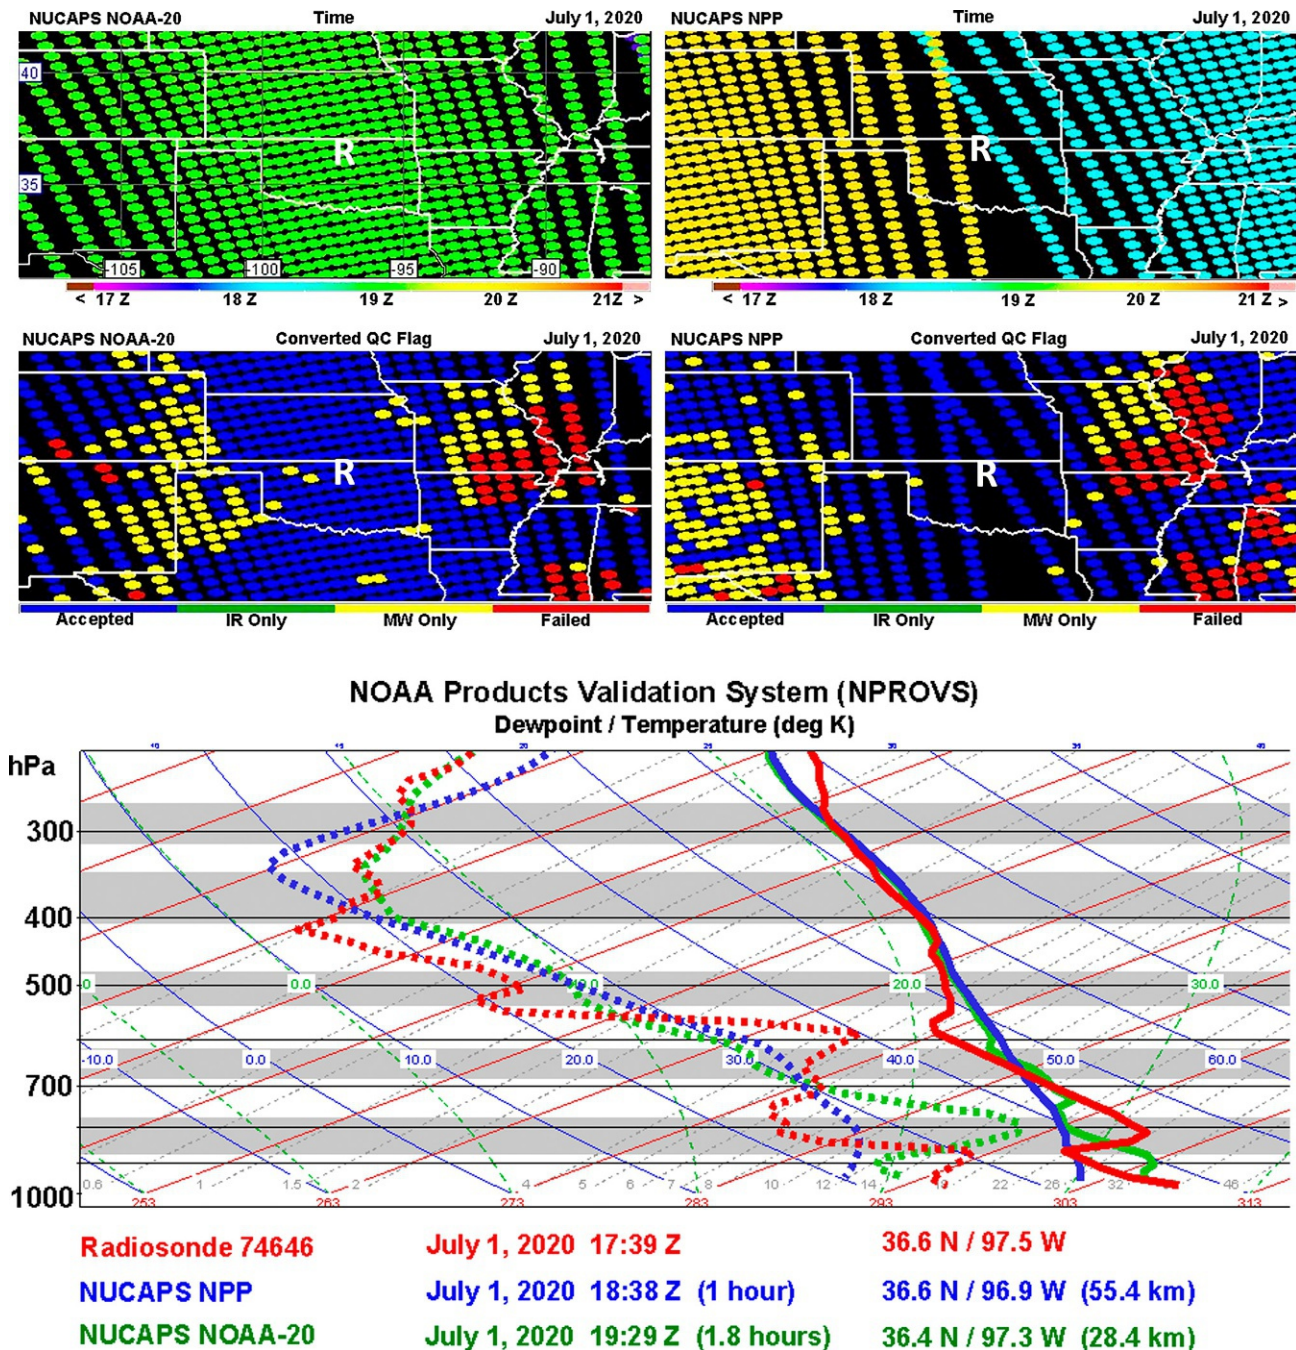 NUCAPS NOAA-20 Time July 1, 2020
NUCAPS NPP Time July 1, 2020
40
R
R
35
-105 -100 -95 -90
< 17 Z 18 Z 19 Z 20 Z 21Z >
< 17 Z 18 Z 19 Z 20 Z 21 Z >
NUCAPS NOAA-20 Converted QC Flag July 1, 2020
NUCAPS NPP Converted QC Flag July 1, 2020
R
R
Accepted IR Only MW Only Failed
Accepted IR Only MW Only Failed
NOAA Products Validation System (NPROVS)
Dewpoint / Temperature (deg K)
hPa
300
400
500
0.0 20.0 30.0
-10.0 0.0 10.0 20.0 30.0 40.0 50.0 60.0
700
0.6 1 1.5 2 4 5 6 7 8 10 12 14 22 26 32
1000
253 263 273 283 293 303 313
Radiosonde 74646 July 1, 2020 17:39 Z 36.6 N / 97.5 W
NUCAPS NPP July 1, 2020 18:38 Z (1 hour) 36.6 N / 96.9 W (55.4 km)
NUCAPS NOAA-20 July 1, 2020 19:29 Z (1.8 hours) 36.4 N / 97.3 W (28.4 km)